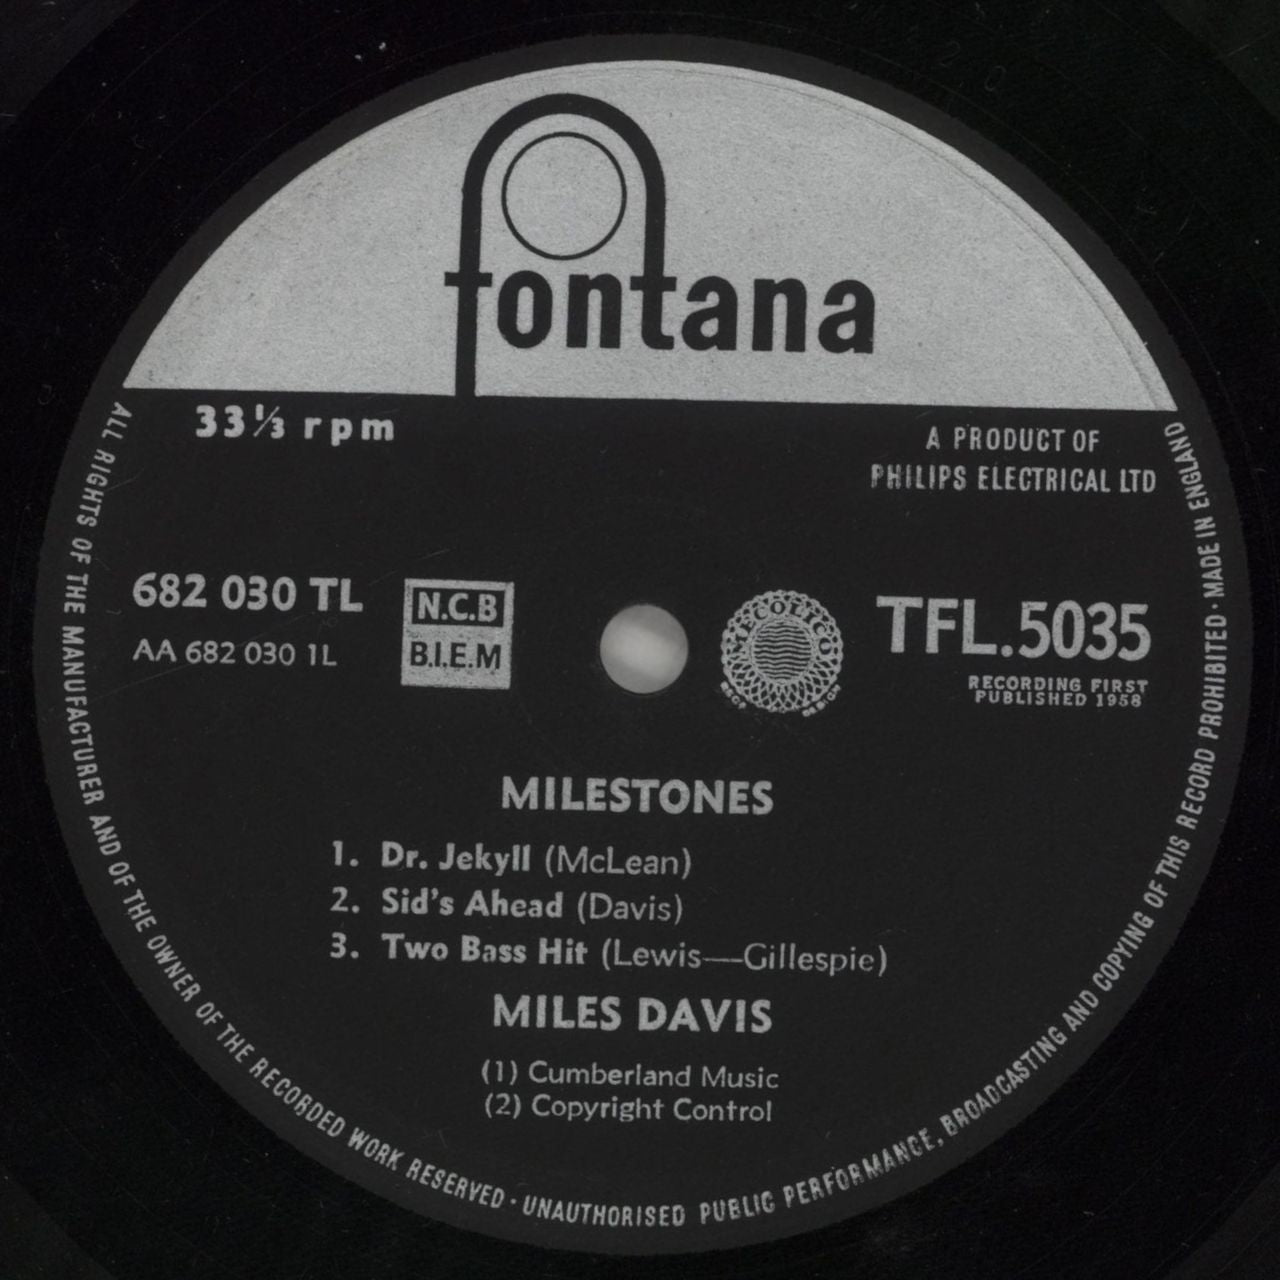 fontana
33⅓ rpm
A PRODUCT OF
PHILIPS ELECTRICAL LTD
682 030 TL
AA 682 030 1L
N.C.B
B.I.E.M
MECOLICO
TFL.5035
RECORDING FIRST
PUBLISHED 1958
MILESTONES
1. Dr. Jekyll (McLean)
2. Sid's Ahead (Davis)
3. Two Bass Hit (Lewis—Gillespie)
MILES DAVIS
(1) Cumberland Music
(2) Copyright Control
ALL RIGHTS OF THE MANUFACTURER AND OF THE OWNER OF THE RECORDED WORK RESERVED · UNAUTHORISED PUBLIC PERFORMANCE, BROADCASTING AND COPYING OF THIS RECORD PROHIBITED · MADE IN ENGLAND